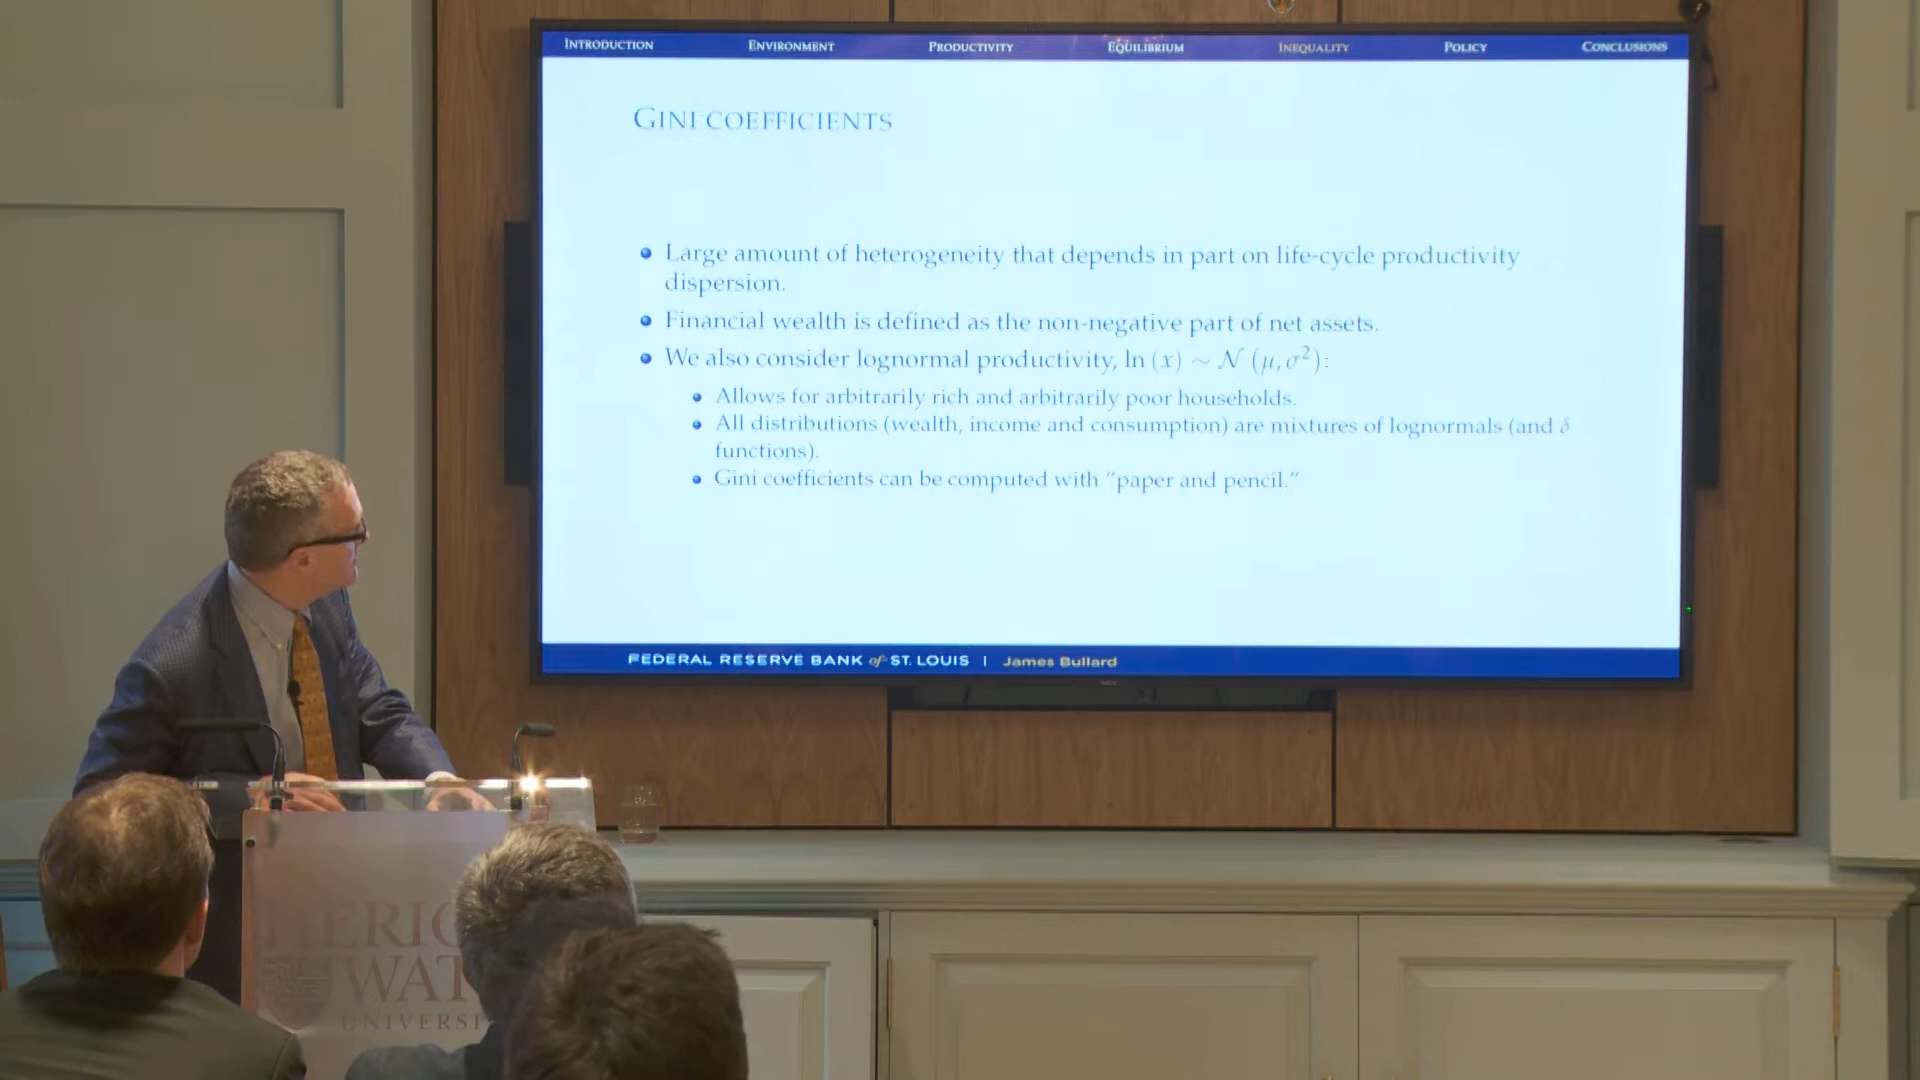 INTRODUCTION ENVIRONMENT PRODUCTIVITY EQUILIBRIUM INEQUALITY POLICY CONCLUSIONS
GINI COEFFICIENTS
Large amount of heterogeneity that depends in part on life-cycle productivity
dispersion.
Financial wealth is defined as the non-negative part of net assets.
We also consider lognormal productivity, ln (x) ~ N (μ, σ²):
Allows for arbitrarily rich and arbitrarily poor households.
All distributions (wealth, income and consumption) are mixtures of lognormals (and δ
functions).
Gini coefficients can be computed with “paper and pencil.”
FEDERAL RESERVE BANK of ST. LOUIS | James Bullard
NEC
HERIO
WAT
UNIVERSI